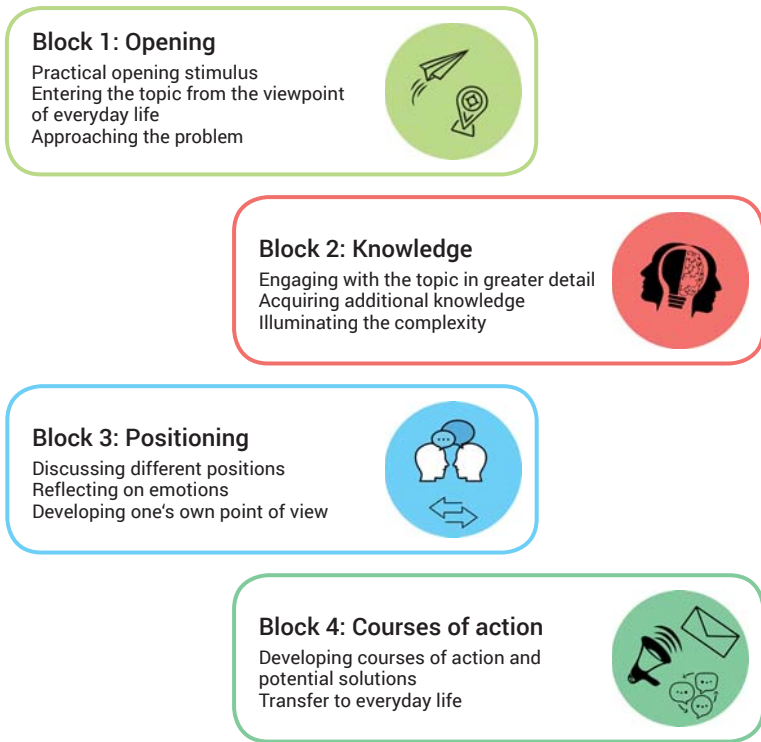 Block 1: Opening
Practical opening stimulus
Entering the topic from the viewpoint
of everyday life
Approaching the problem
Block 2: Knowledge
Engaging with the topic in greater detail
Acquiring additional knowledge
Illuminating the complexity
Block 3: Positioning
Discussing different positions
Reflecting on emotions
Developing one‘s own point of view
Block 4: Courses of action
Developing courses of action and
potential solutions
Transfer to everyday life